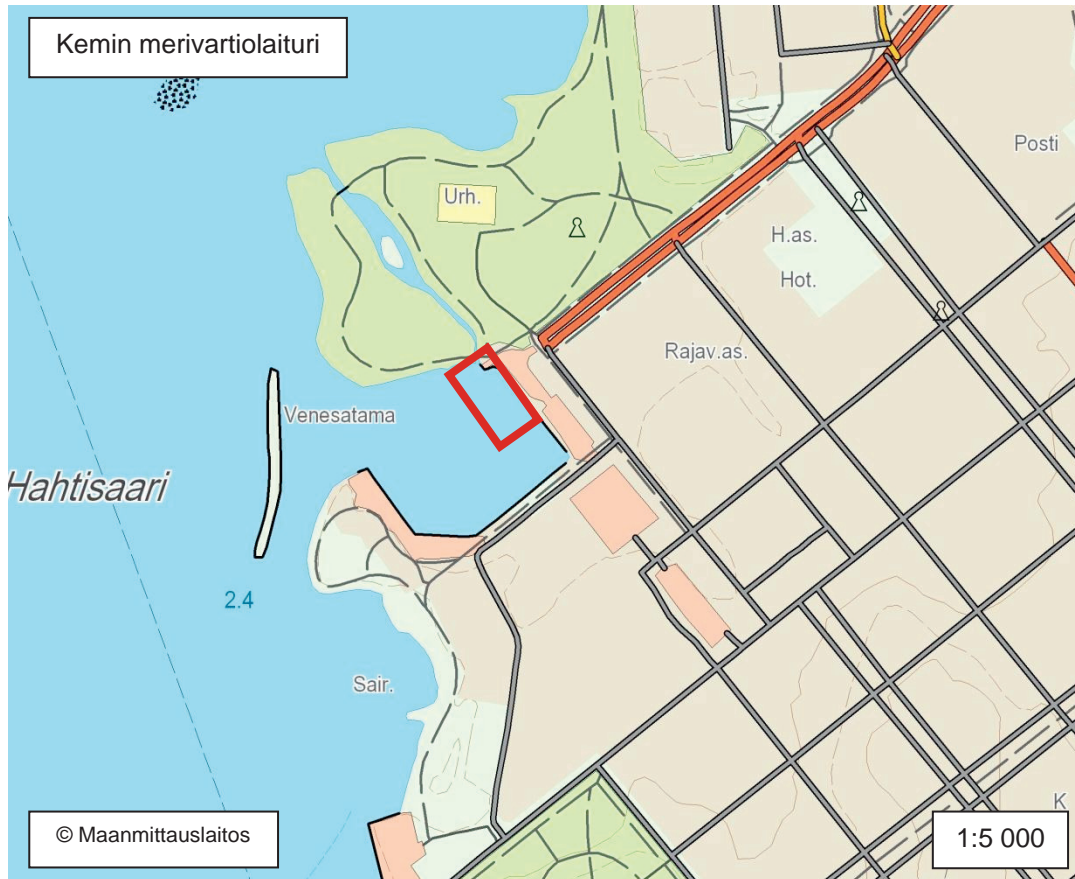 Kemin merivartiolaituri
Posti
Urh.
H.as.
Hot.
Rajav.as.
Venesatama
Hahtisaari
2.4
Sair.
K
© Maanmittauslaitos
1:5 000